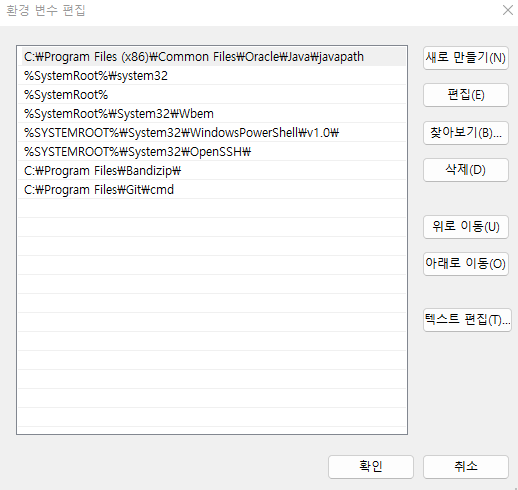 환경 변수 편집
C:₩Program Files (x86)₩Common Files₩Oracle₩Java₩javapath
%SystemRoot%₩system32
%SystemRoot%
%SystemRoot%₩System32₩Wbem
%SYSTEMROOT%₩System32₩WindowsPowerShell₩v1.0₩
%SYSTEMROOT%₩System32₩OpenSSH₩
C:₩Program Files₩Bandizip₩
C:₩Program Files₩Git₩cmd
새로 만들기(N)
편집(E)
찾아보기(B)...
삭제(D)
위로 이동(U)
아래로 이동(O)
텍스트 편집(T)...
확인
취소